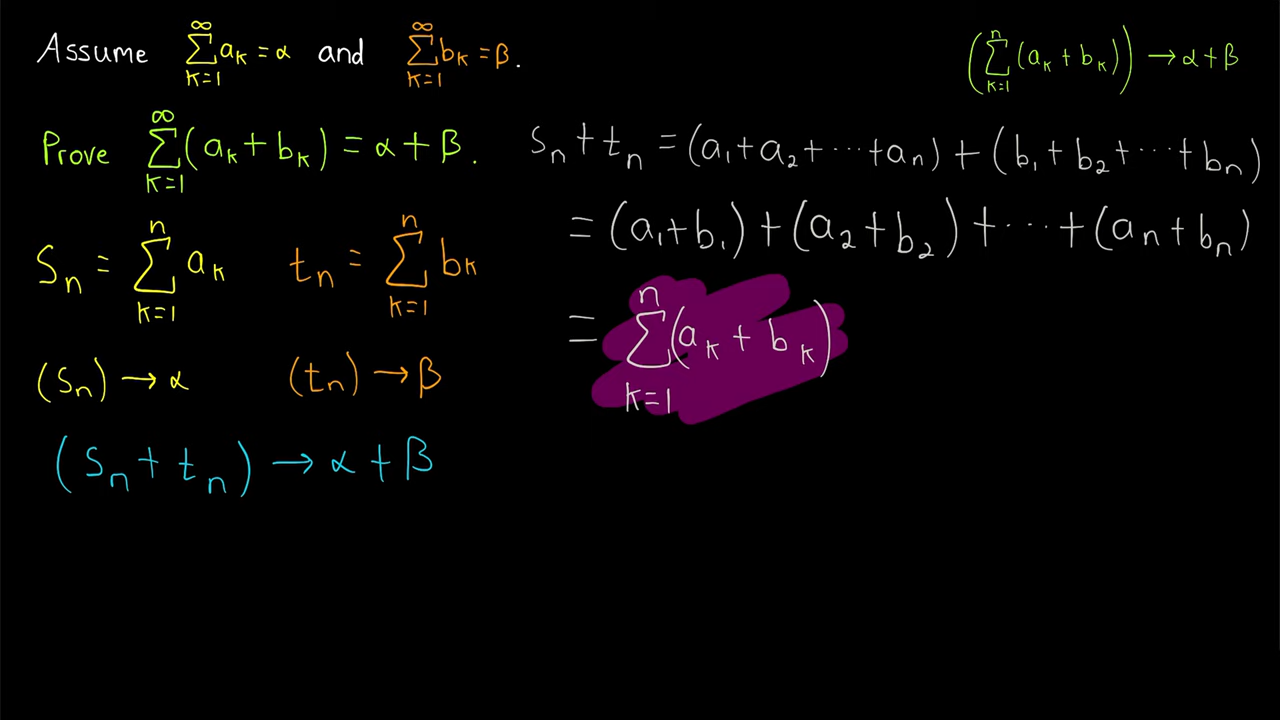 Assume ∑_{k=1}^{∞} a_k = α and ∑_{k=1}^{∞} b_k = β.
Prove ∑_{k=1}^{∞} (a_k + b_k) = α + β.
S_n = ∑_{k=1}^{n} a_k t_n = ∑_{k=1}^{n} b_k
(S_n) → α (t_n) → β
(S_n + t_n) → α + β
(∑_{k=1}^{n} (a_k + b_k)) → α + β
S_n + t_n = (a_1 + a_2 + ⋯ + a_n) + (b_1 + b_2 + ⋯ + b_n)
= (a_1 + b_1) + (a_2 + b_2) + ⋯ + (a_n + b_n)
= ∑_{k=1}^{n} (a_k + b_k)